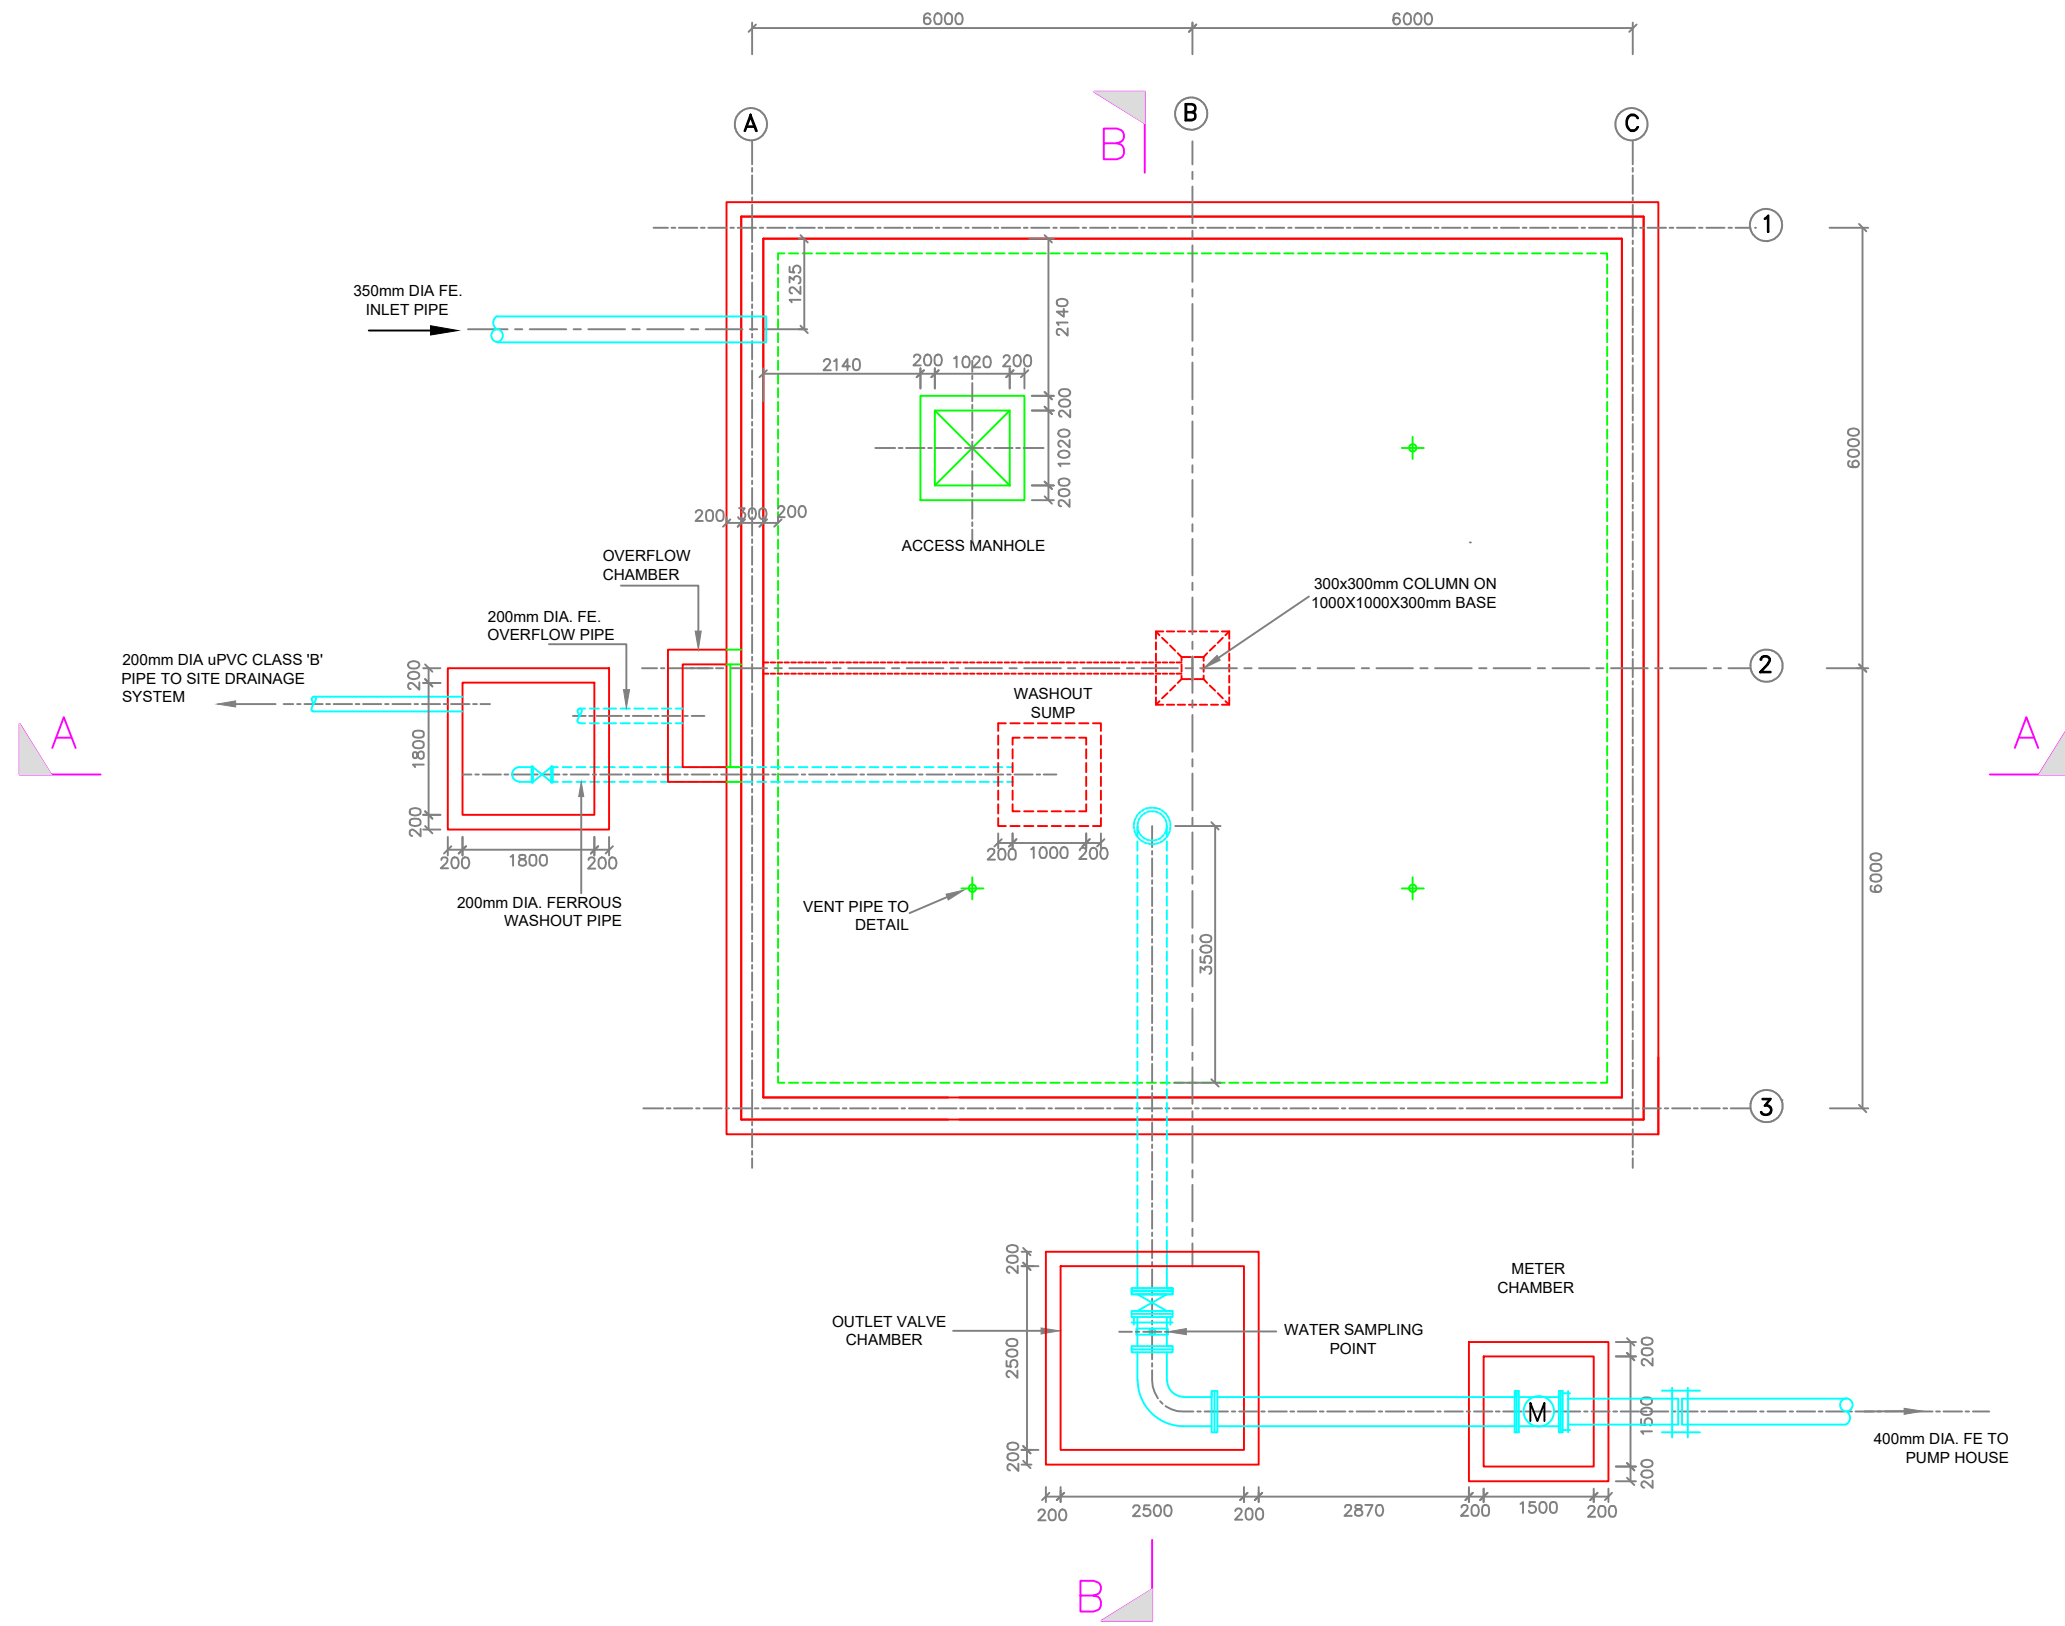 6000
6000
A
B
B
C
1
350mm DIA FE.
INLET PIPE
1235
2140
2140
200
1020
200
200
1020
200
6000
200
300
200
ACCESS MANHOLE
OVERFLOW
CHAMBER
300x300mm COLUMN ON
1000X1000X300mm BASE
200mm DIA. FE.
OVERFLOW PIPE
200mm DIA uPVC CLASS 'B'
PIPE TO SITE DRAINAGE
SYSTEM
2
WASHOUT
SUMP
A
A
200
1800
200
200
1800
200
200
1000
200
200mm DIA. FERROUS
WASHOUT PIPE
VENT PIPE TO
DETAIL
3500
6000
3
METER
CHAMBER
OUTLET VALVE
CHAMBER
WATER SAMPLING
POINT
200
2500
200
200
1500
200
M
400mm DIA. FE TO
PUMP HOUSE
200
2500
200
2870
200
1500
200
B